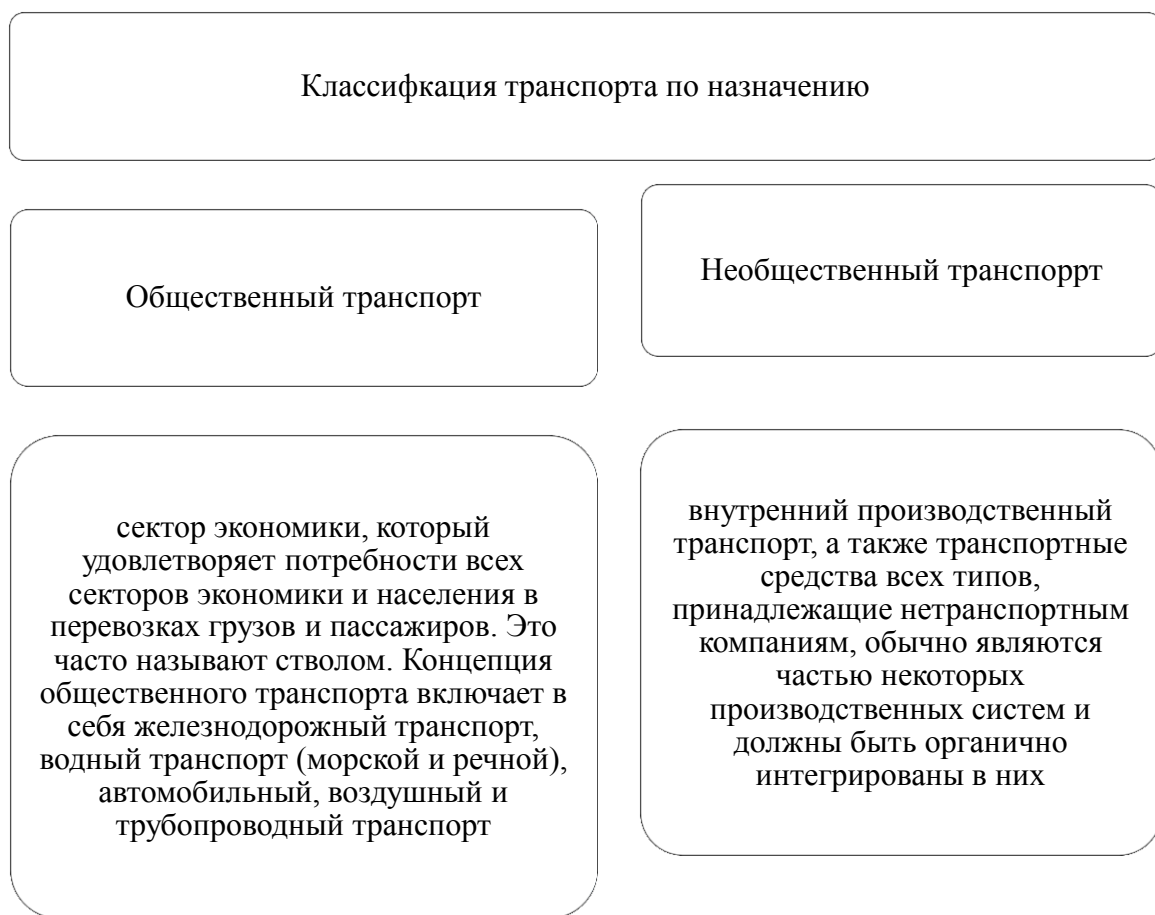 Классифкация транспорта по назначению
Общественный транспорт
Необщественный транспоррт
сектор экономики, который
удовлетворяет потребности всех
секторов экономики и населения в
перевозках грузов и пассажиров. Это
часто называют стволом. Концепция
общественного транспорта включает в
себя железнодорожный транспорт,
водный транспорт (морской и речной),
автомобильный, воздушный и
трубопроводный транспорт
внутренний производственный
транспорт, а также транспортные
средства всех типов,
принадлежащие нетранспортным
компаниям, обычно являются
частью некоторых
производственных систем и
должны быть органично
интегрированы в них